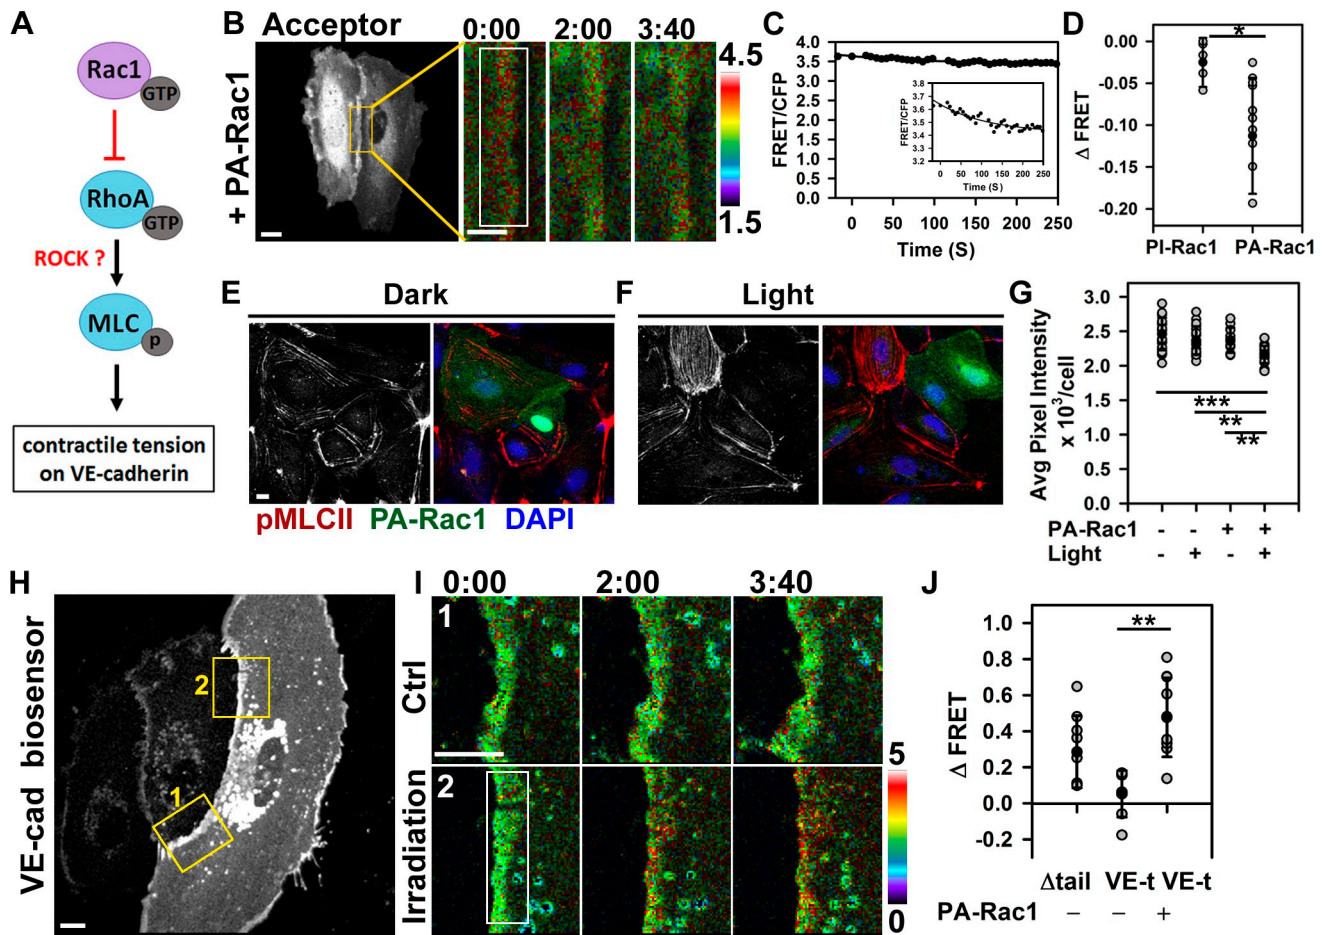 A
Rac1
GTP
RhoA
GTP
ROCK ?
MLC
p
contractile tension
on VE-cadherin
B
Acceptor
0:00
2:00
3:40
+ PA-Rac1
4.5
1.5
C
FRET/CFP
4.0
3.5
3.0
2.5
2.0
1.5
1.0
0.5
0.0
0
50
100
150
200
250
Time (S)
FRET/CFP
3.8
3.6
3.4
3.2
0
50
100
150
200
250
Time (S)
D
Δ FRET
0.00
-0.05
-0.10
-0.15
-0.20
*
PI-Rac1
PA-Rac1
E
Dark
F
Light
pMLCII PA-Rac1 DAPI
G
Avg Pixel Intensity
x 10³/cell
3.0
2.5
2.0
1.5
1.0
0.5
0.0
***
**
**
PA-Rac1 - - + +
Light - + - +
H
VE-cad biosensor
2
1
I
0:00
2:00
3:40
Ctrl
1
Irradiation
2
5
0
J
Δ FRET
1.0
0.8
0.6
0.4
0.2
0.0
-0.2
**
Δtail VE-t VE-t
PA-Rac1 − − +